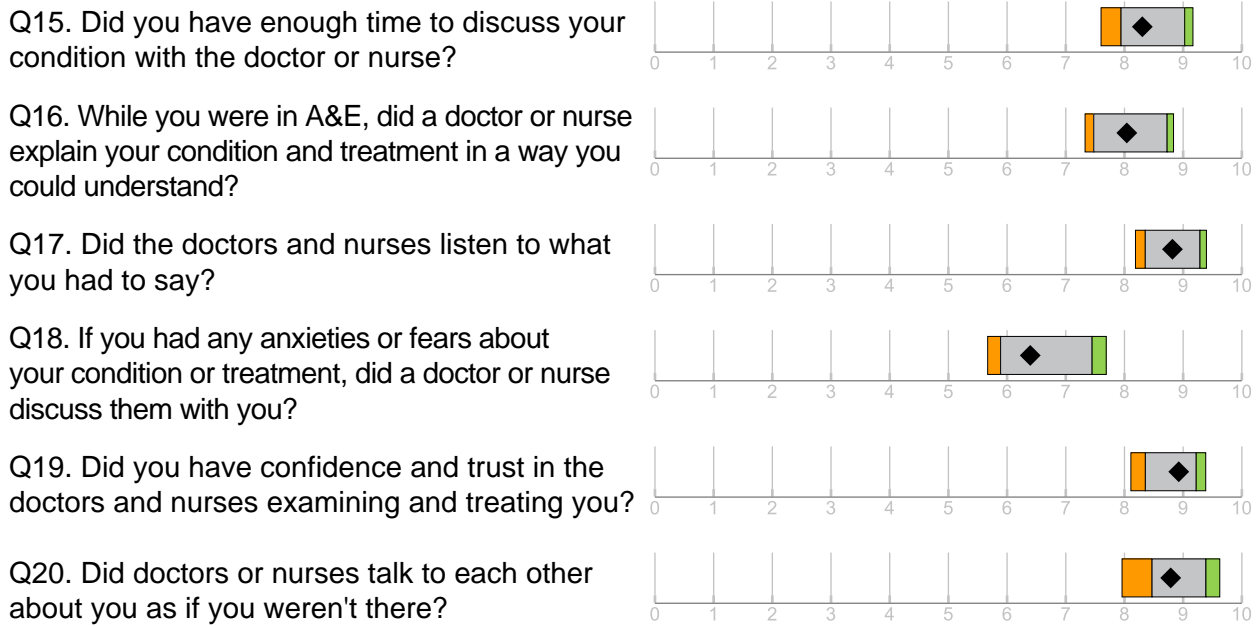 Q15. Did you have enough time to discuss your
condition with the doctor or nurse?
0 1 2 3 4 5 6 7 8 9 10
Q16. While you were in A&E, did a doctor or nurse
explain your condition and treatment in a way you
could understand?
0 1 2 3 4 5 6 7 8 9 10
Q17. Did the doctors and nurses listen to what
you had to say?
0 1 2 3 4 5 6 7 8 9 10
Q18. If you had any anxieties or fears about
your condition or treatment, did a doctor or nurse
discuss them with you?
0 1 2 3 4 5 6 7 8 9 10
Q19. Did you have confidence and trust in the
doctors and nurses examining and treating you?
0 1 2 3 4 5 6 7 8 9 10
Q20. Did doctors or nurses talk to each other
about you as if you weren't there?
0 1 2 3 4 5 6 7 8 9 10